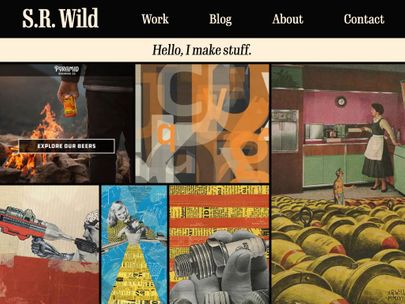 S.R. Wild
Work
Blog
About
Contact
Hello, I make stuff.
PYRAMID
BREWING CO.
EXPLORE OUR BEERS